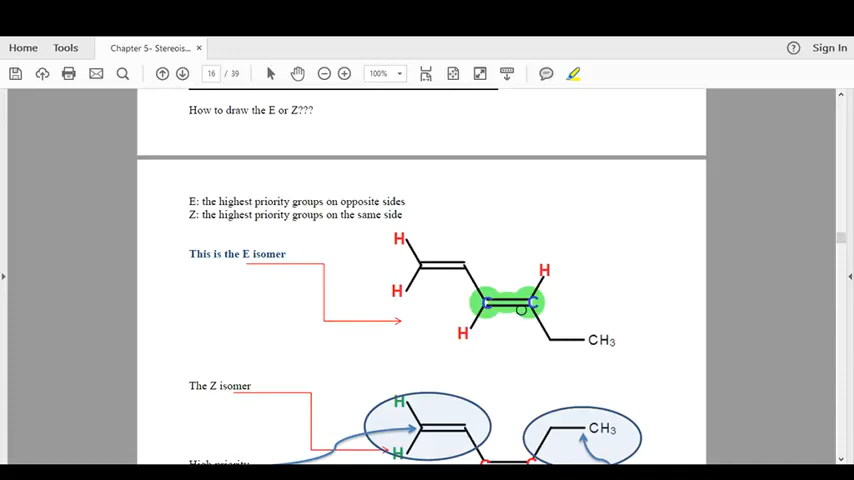 Home Tools Chapter 5- Stereois... × ? Sign In
16 / 39 100%
How to draw the E or Z???
E: the highest priority groups on opposite sides
Z: the highest priority groups on the same side
This is the E isomer
H
H
H
C C
H
CH3
The Z isomer
H
CH3
H
High priority